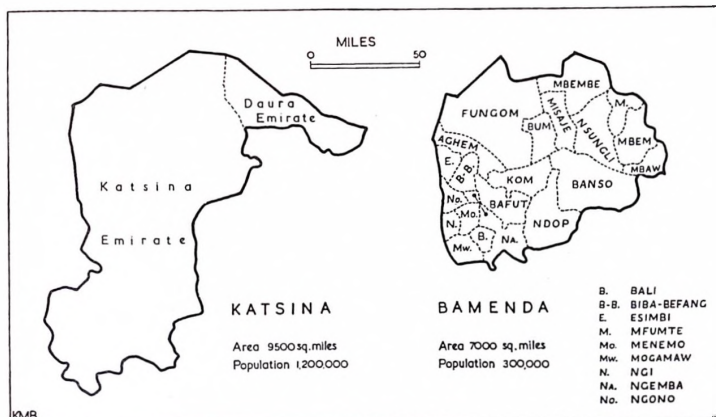 MILES
0 50
Daura
Emirate
Katsina
Emirate
KATSINA
Area 9500 sq. miles
Population 1,200,000
MBEMBE
FUNGOM
MISAJE
M.
BUM
NSUNGLI
MBEM
AGHEM
E.
B-B.
KOM
MBAW
BANSO
No.
BAFUT
Mo.
NDOP
N.
B.
Na.
Mw.
BAMENDA
Area 7000 sq. miles
Population 300,000
B. BALI
B-B. BIBA-BEFANG
E. ESIMBI
M. MFUMTE
Mo. MENEMO
Mw. MOGAMAW
N. NGI
NA. NGEMBA
No. NGONO
KMB